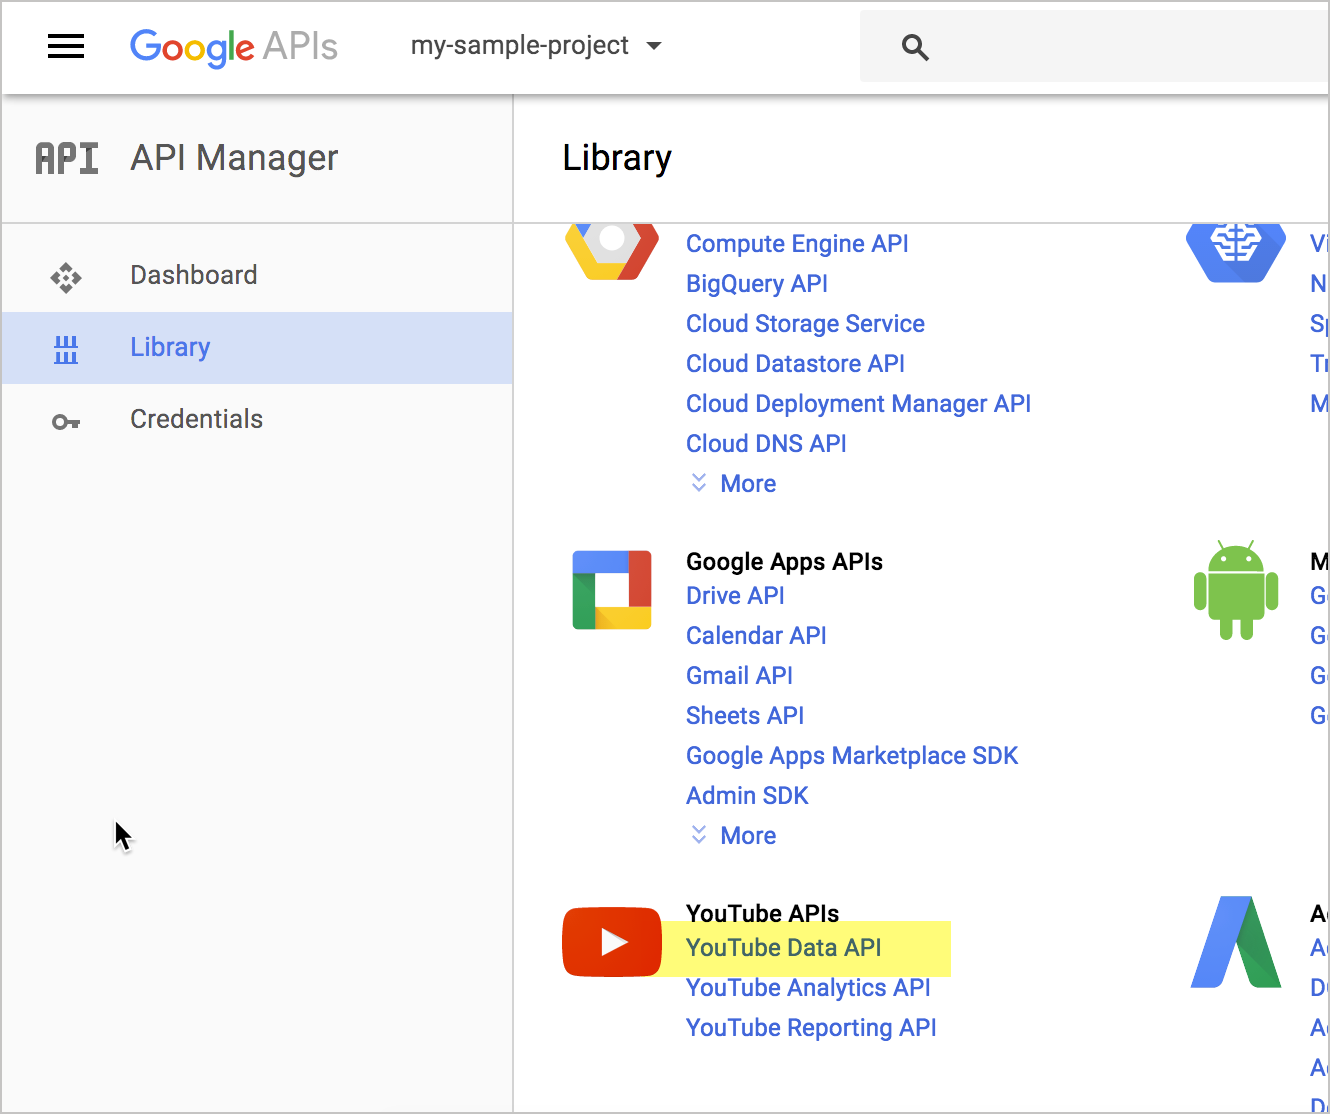 Google APIs my-sample-project
API API Manager
Library
Dashboard
Library
Credentials
Compute Engine API
BigQuery API
Cloud Storage Service
Cloud Datastore API
Cloud Deployment Manager API
Cloud DNS API
More
Google Apps APIs
Drive API
Calendar API
Gmail API
Sheets API
Google Apps Marketplace SDK
Admin SDK
More
YouTube APIs
YouTube Data API
YouTube Analytics API
YouTube Reporting API